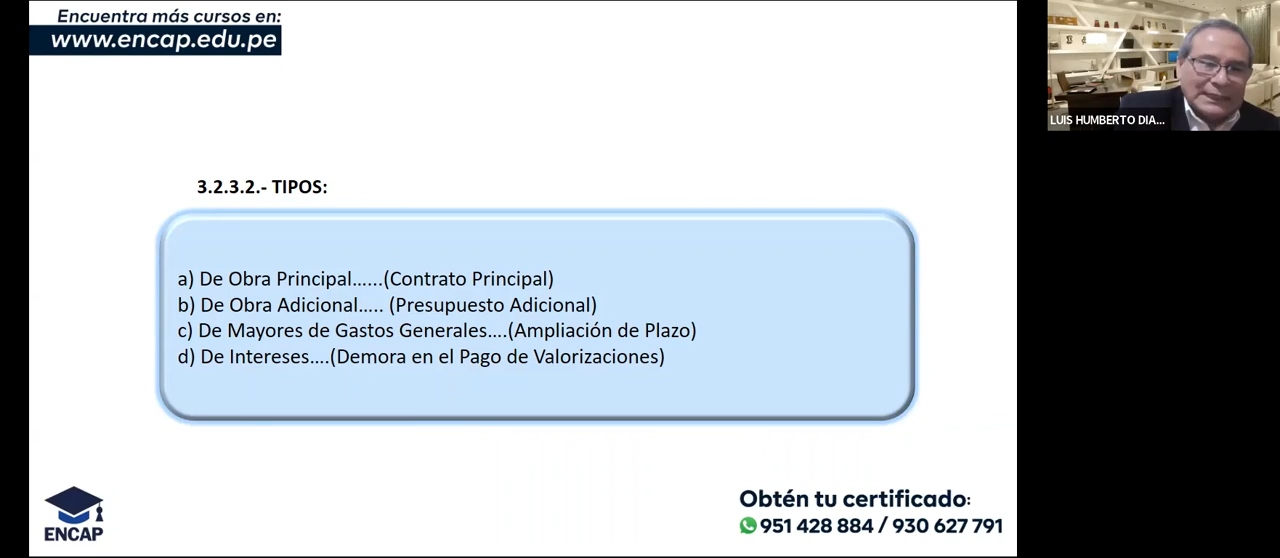 Encuentra más cursos en:
www.encap.edu.pe
LUIS HUMBERTO DIA...
3.2.3.2.- TIPOS:
a) De Obra Principal......(Contrato Principal)
b) De Obra Adicional..... (Presupuesto Adicional)
c) De Mayores de Gastos Generales....(Ampliación de Plazo)
d) De Intereses....(Demora en el Pago de Valorizaciones)
ENCAP
Obtén tu certificado:
951 428 884 / 930 627 791